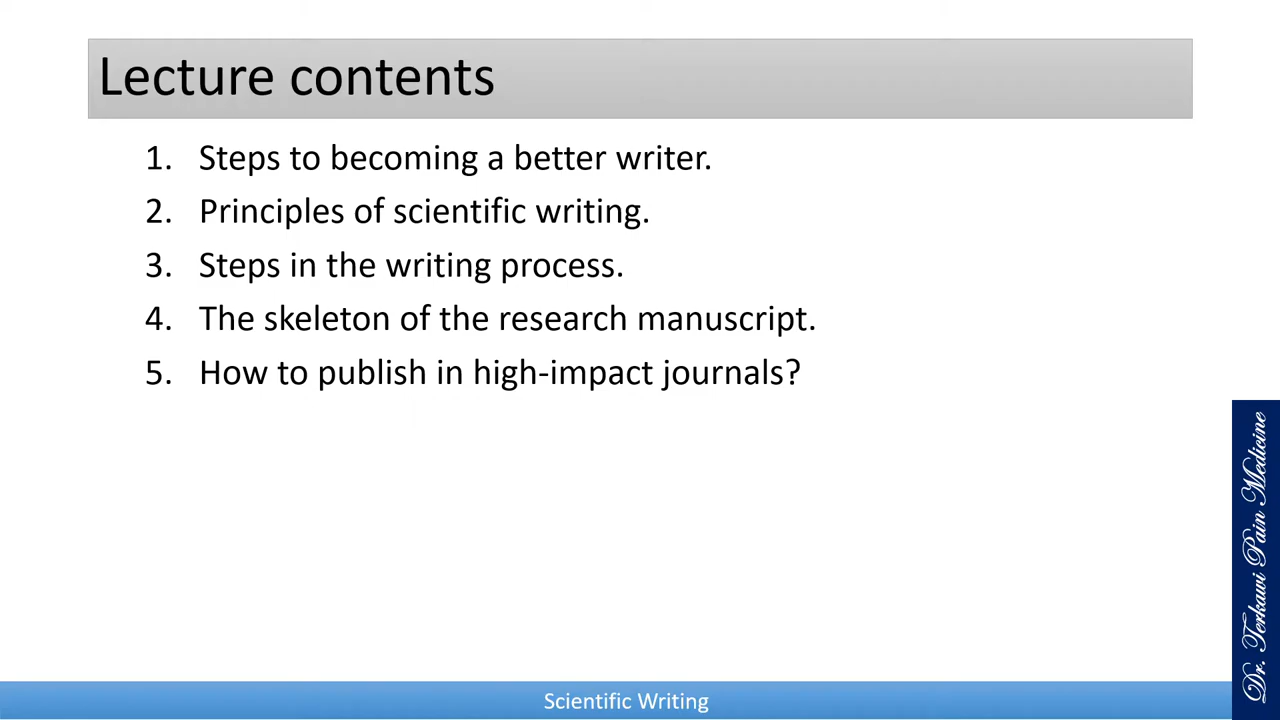 Lecture contents
1. Steps to becoming a better writer.
2. Principles of scientific writing.
3. Steps in the writing process.
4. The skeleton of the research manuscript.
5. How to publish in high-impact journals?
Dr. Terkawi Pain Medicine
Scientific Writing